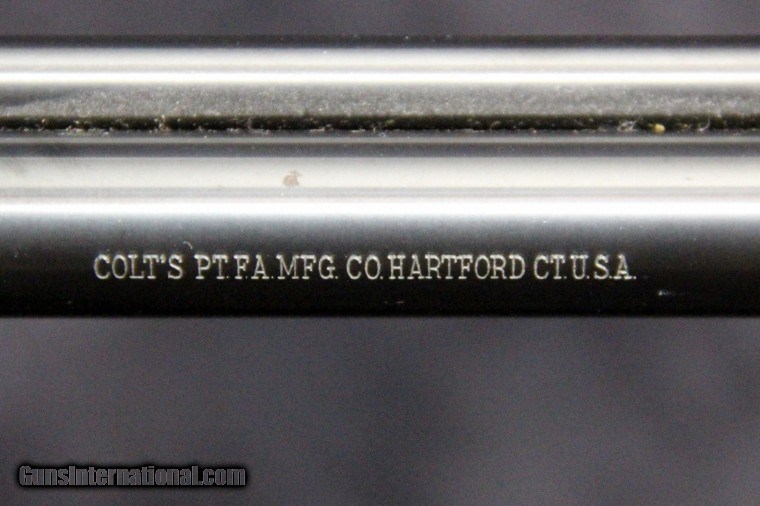 COLT'S PT. F.A. MFG. CO. HARTFORD CT. U.S.A.
GunsInternational.com